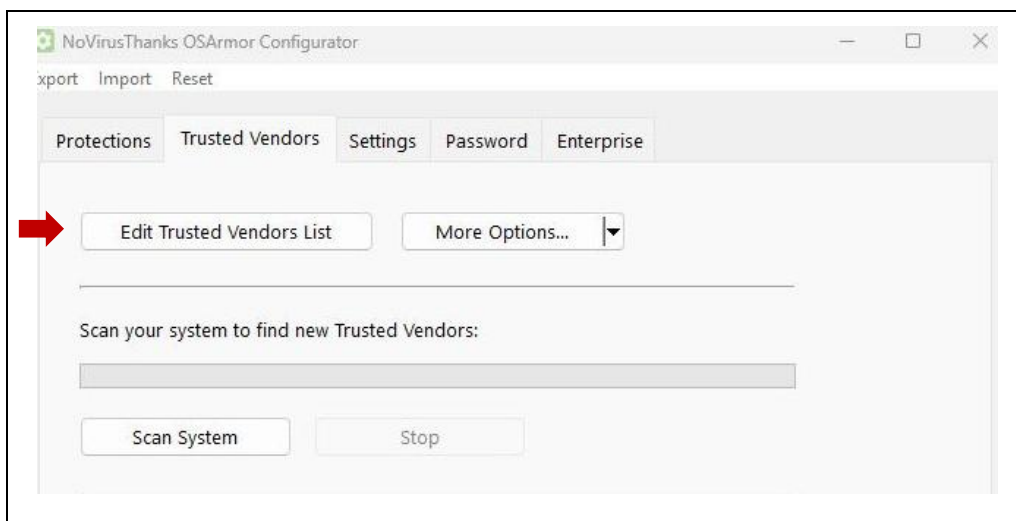 NoVirusThanks OSArmor Configurator
xport Import Reset
Protections Trusted Vendors Settings Password Enterprise
Edit Trusted Vendors List More Options...
Scan your system to find new Trusted Vendors:
Scan System Stop